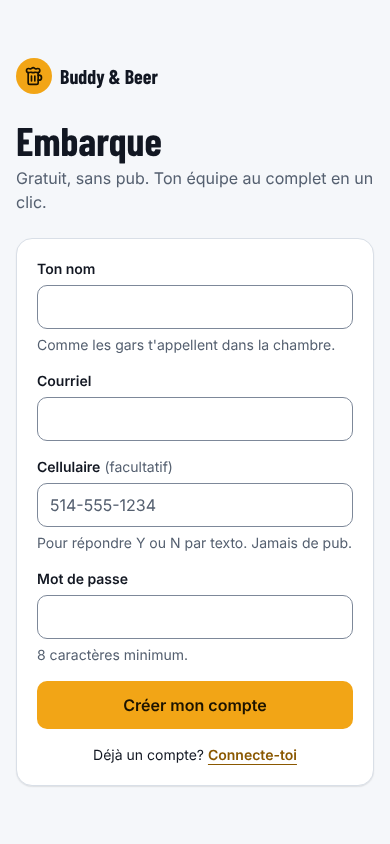 Buddy & Beer
Embarque
Gratuit, sans pub. Ton équipe au complet en un
clic.
Ton nom
Comme les gars t'appellent dans la chambre.
Courriel
Cellulaire (facultatif)
514-555-1234
Pour répondre Y ou N par texto. Jamais de pub.
Mot de passe
8 caractères minimum.
Créer mon compte
Déjà un compte? Connecte-toi